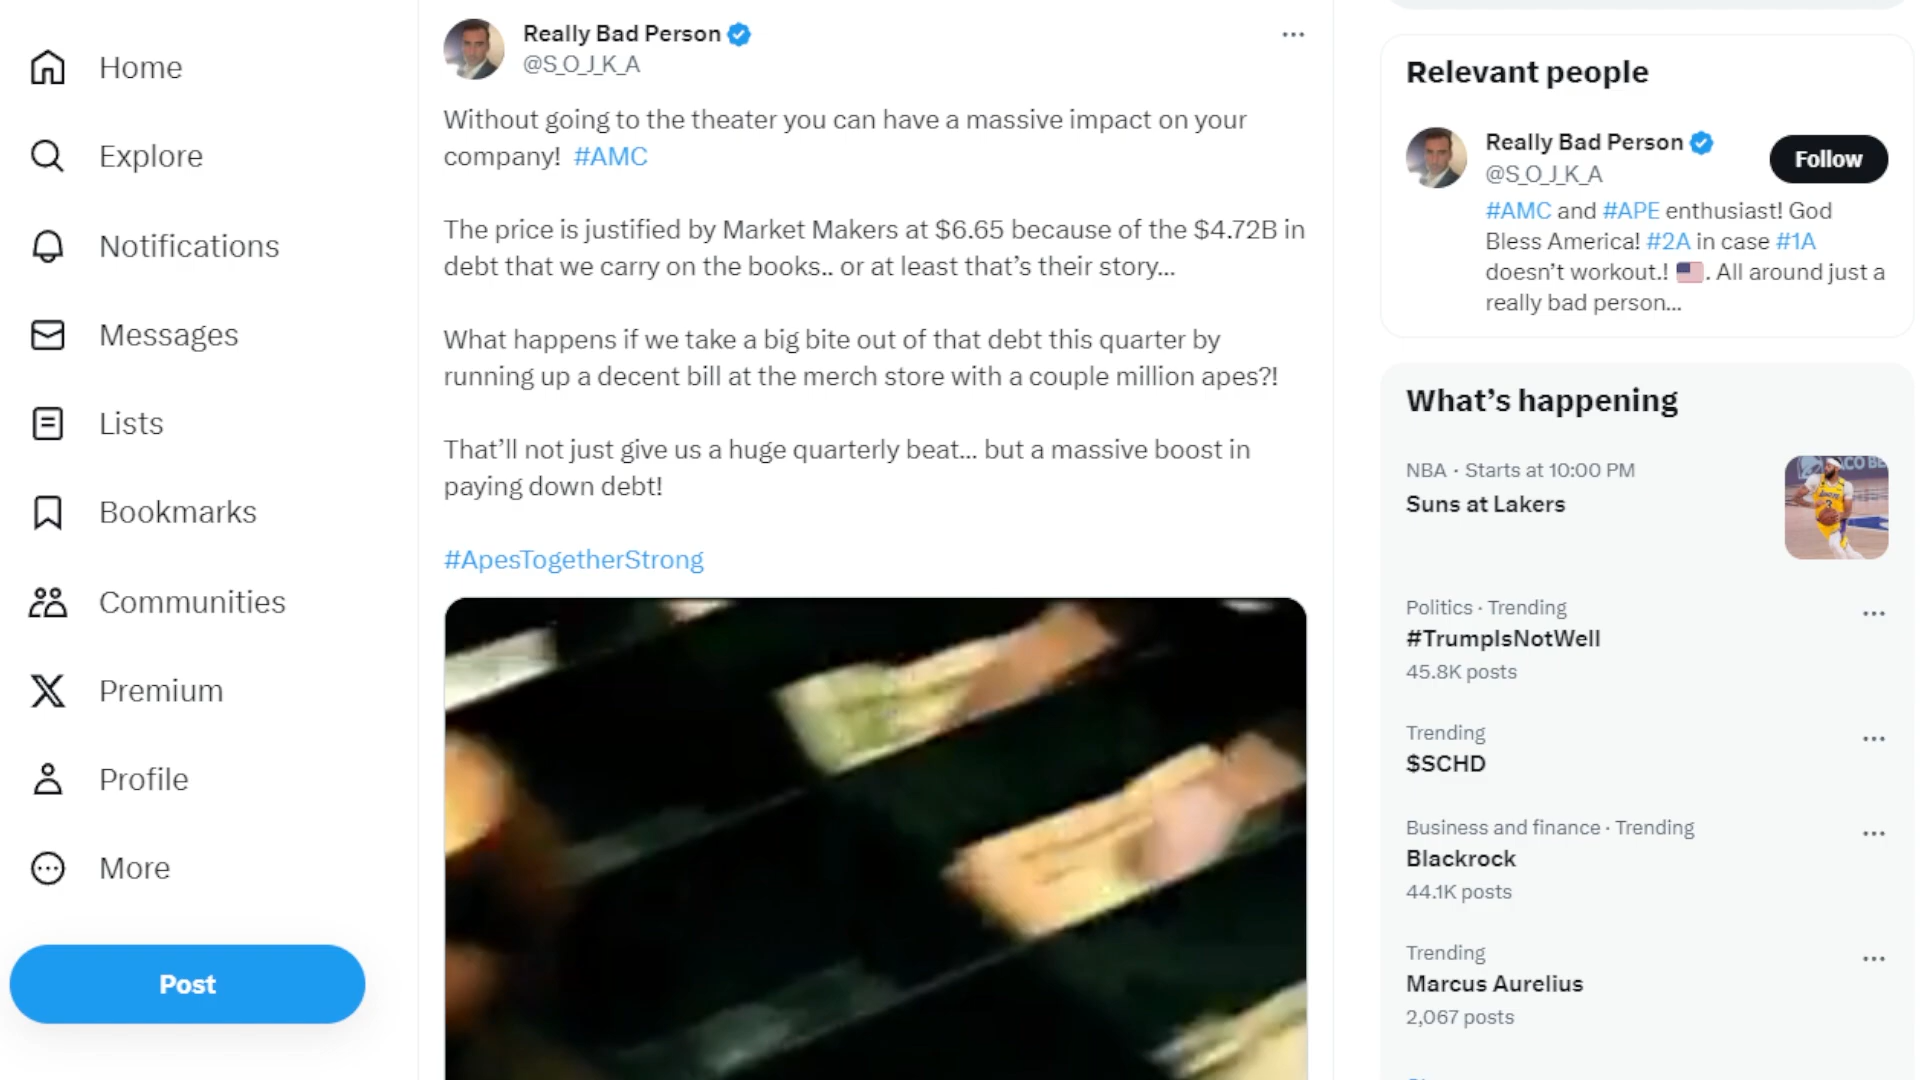 Home
Explore
Notifications
Messages
Lists
Bookmarks
Communities
Premium
Profile
More
Post
Really Bad Person
@S_O_J_K_A
Without going to the theater you can have a massive impact on your
company! #AMC
The price is justified by Market Makers at $6.65 because of the $4.72B in
debt that we carry on the books.. or at least that’s their story...
What happens if we take a big bite out of that debt this quarter by
running up a decent bill at the merch store with a couple million apes?!
That’ll not just give us a huge quarterly beat... but a massive boost in
paying down debt!
#ApesTogetherStrong
Relevant people
Really Bad Person
@S_O_J_K_A
Follow
#AMC and #APE enthusiast! God
Bless America! #2A in case #1A
doesn’t workout.! 🇺🇸. All around just a
really bad person...
What’s happening
NBA · Starts at 10:00 PM
Suns at Lakers
Politics · Trending
#TrumpIsNotWell
45.8K posts
Trending
$SCHD
Business and finance · Trending
Blackrock
44.1K posts
Trending
Marcus Aurelius
2,067 posts